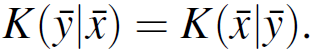 K(ȳ|x̄) = K(x̄|ȳ).